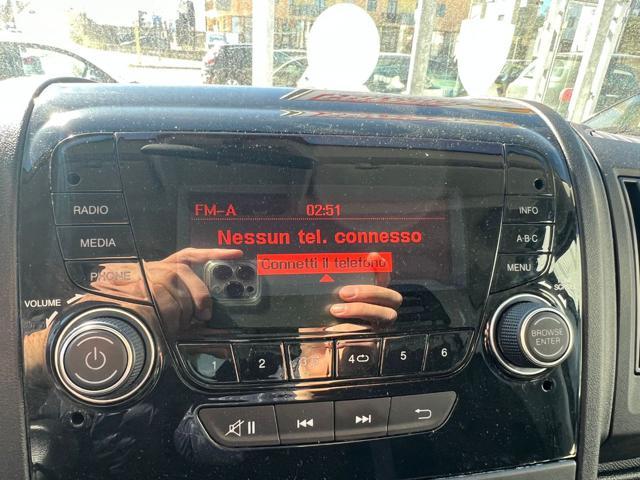 FM-A 02:51
Nessun tel. connesso
Connetti il telefono
RADIO
MEDIA
PHONE
VOLUME
INFO
A·B·C
MENU
BROWSE
ENTER
1 2 3 4 5 6